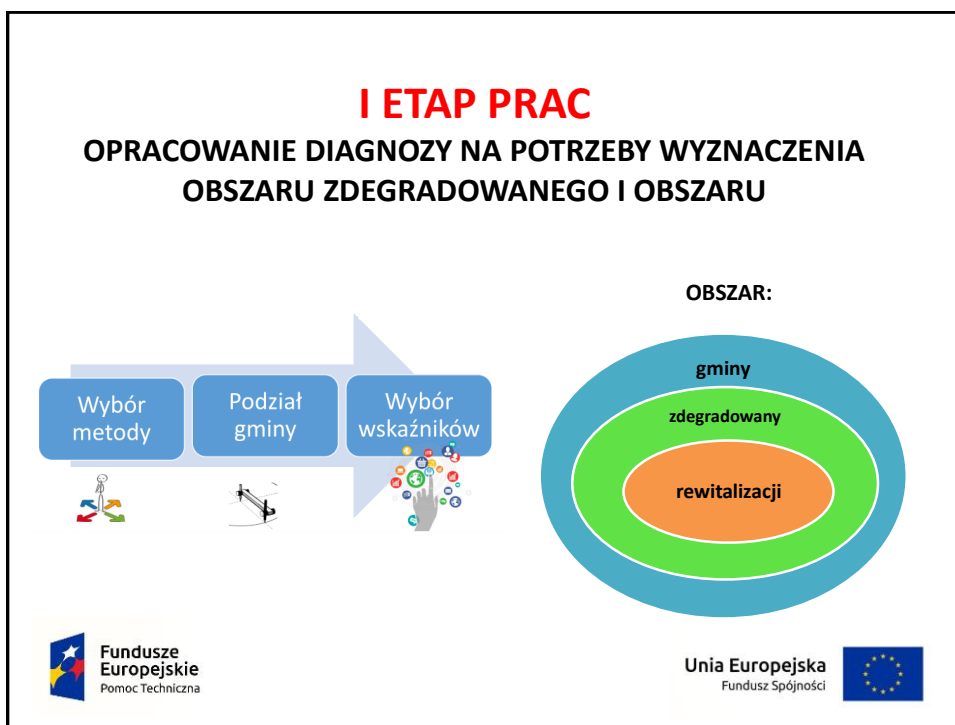 I ETAP PRAC
OPRACOWANIE DIAGNOZY NA POTRZEBY WYZNACZENIA
OBSZARU ZDEGRADOWANEGO I OBSZARU
Wybór
metody
Podział
gminy
Wybór
wskaźników
OBSZAR:
gminy
zdegradowany
rewitalizacji
Fundusze
Europejskie
Pomoc Techniczna
Unia Europejska
Fundusz Spójności